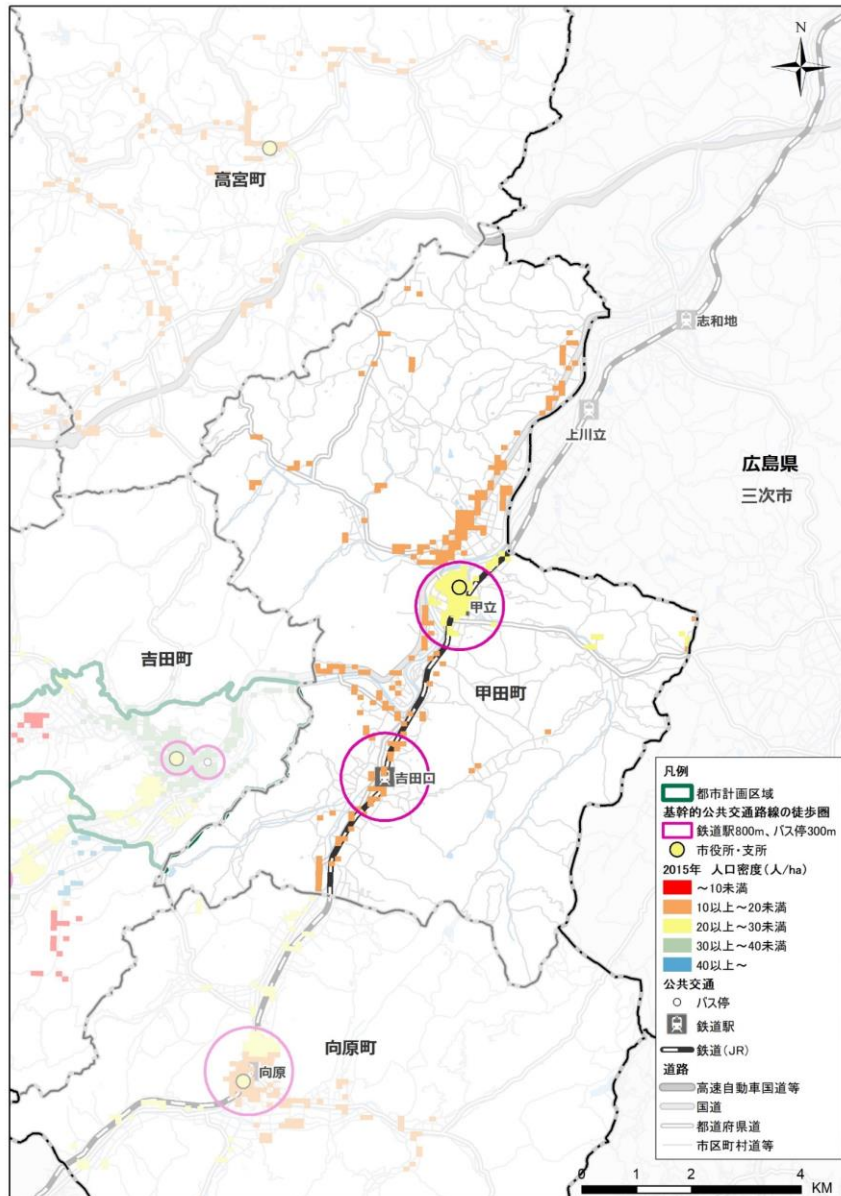 N
高宮町
志和地
上川立
広島県
三次市
甲立
吉田町
甲田町
吉田口
向原町
向原
凡例
都市計画区域
基幹的公共交通路線の徒歩圏
鉄道駅800m、バス停300m
市役所・支所
2015年 人口密度(人/ha)
～10未満
10以上～20未満
20以上～30未満
30以上～40未満
40以上～
公共交通
バス停
鉄道駅
鉄道(JR)
道路
高速自動車国道等
国道
都道府県道
市区町村道等
0 1 2 4
KM